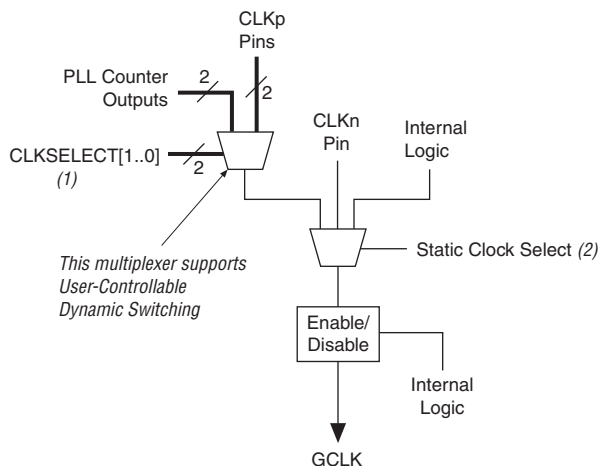 CLKp
Pins
PLL Counter
Outputs
2
2
CLKn
Pin
Internal
Logic
CLKSELECT[1..0]
(1)
2
This multiplexer supports
User-Controllable
Dynamic Switching
Static Clock Select (2)
Enable/
Disable
Internal
Logic
GCLK